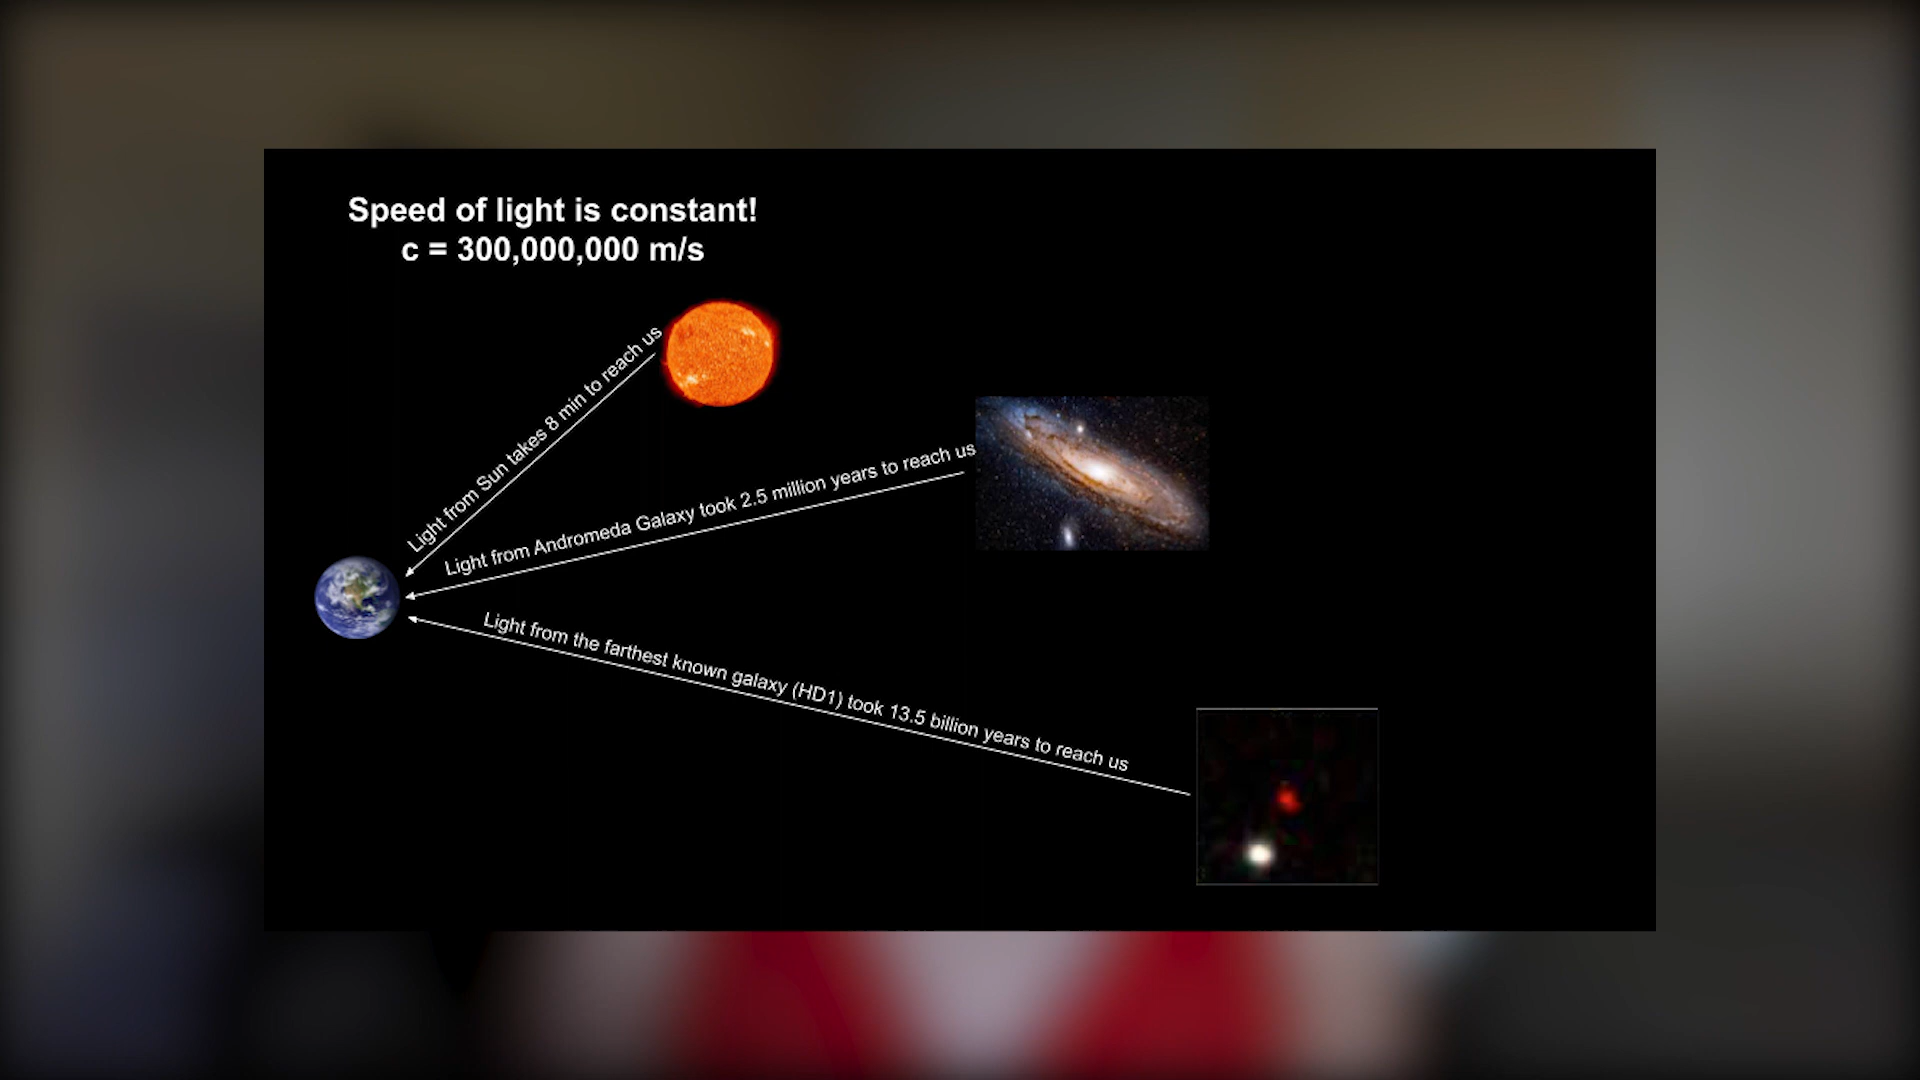 Speed of light is constant!
c = 300,000,000 m/s
Light from Sun takes 8 min to reach us
Light from Andromeda Galaxy took 2.5 million years to reach us
Light from the farthest known galaxy (HD1) took 13.5 billion years to reach us